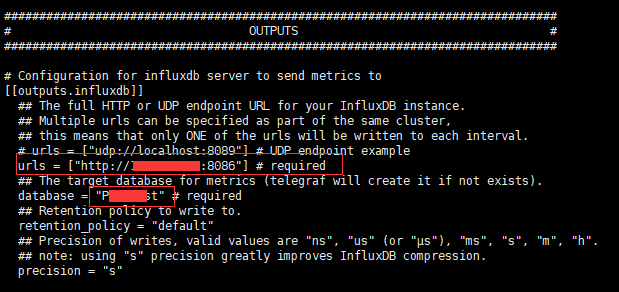 ###############################################################################
#                                  OUTPUTS                                    #
###############################################################################
# Configuration for influxdb server to send metrics to
[[outputs.influxdb]]
## The full HTTP or UDP endpoint URL for your InfluxDB instance.
## Multiple urls can be specified as part of the same cluster,
## this means that only ONE of the urls will be written to each interval.
# urls = ["udp://localhost:8089"] # UDP endpoint example
urls = ["http:// :8086"] # required
## The target database for metrics (telegraf will create it if not exists).
database = "P st" # required
## Retention policy to write to.
retention_policy = "default"
## Precision of writes, valid values are "ns", "us" (or "µs"), "ms", "s", "m", "h".
## note: using "s" precision greatly improves InfluxDB compression.
precision = "s"